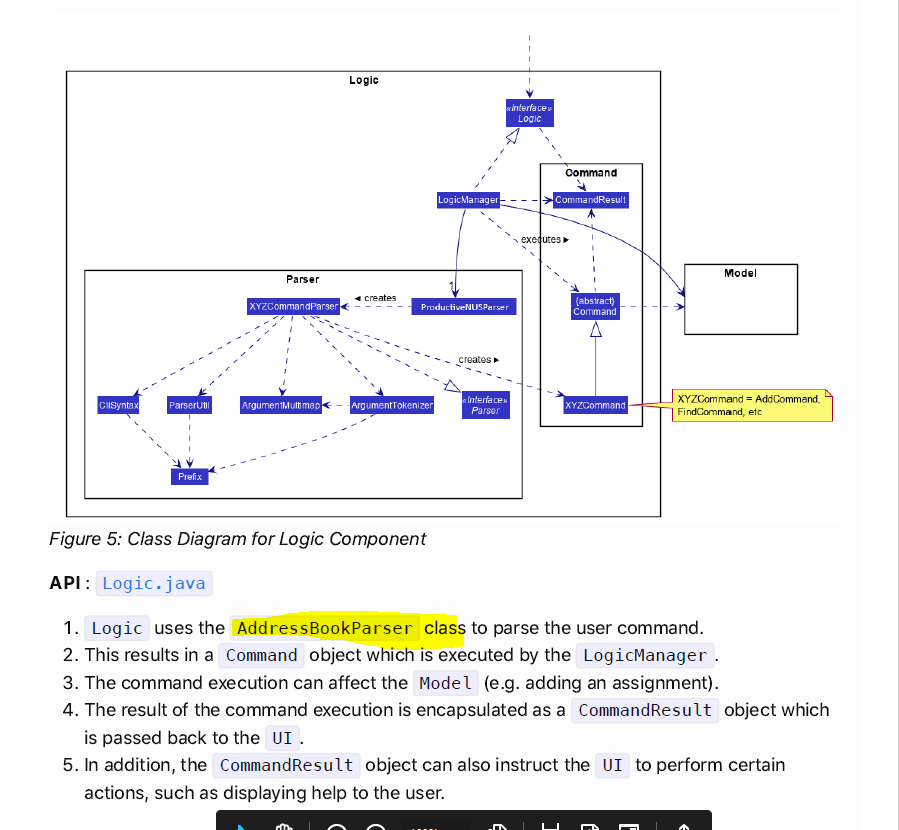 Logic
«Interface»
Logic
Command
LogicManager
CommandResult
executes ►
Model
Parser
1
XYZCommandParser
◄ creates
ProductiveNUSParser
{abstract}
Command
creates ►
CliSyntax
ParserUtil
ArgumentMultimap
ArgumentTokenizer
«Interface»
Parser
XYZCommand
XYZCommand = AddCommand,
FindCommand, etc
Prefix
Figure 5: Class Diagram for Logic Component
API : Logic.java
1. Logic uses the AddressBookParser class to parse the user command.
2. This results in a Command object which is executed by the LogicManager .
3. The command execution can affect the Model (e.g. adding an assignment).
4. The result of the command execution is encapsulated as a CommandResult object which
is passed back to the UI .
5. In addition, the CommandResult object can also instruct the UI to perform certain
actions, such as displaying help to the user.